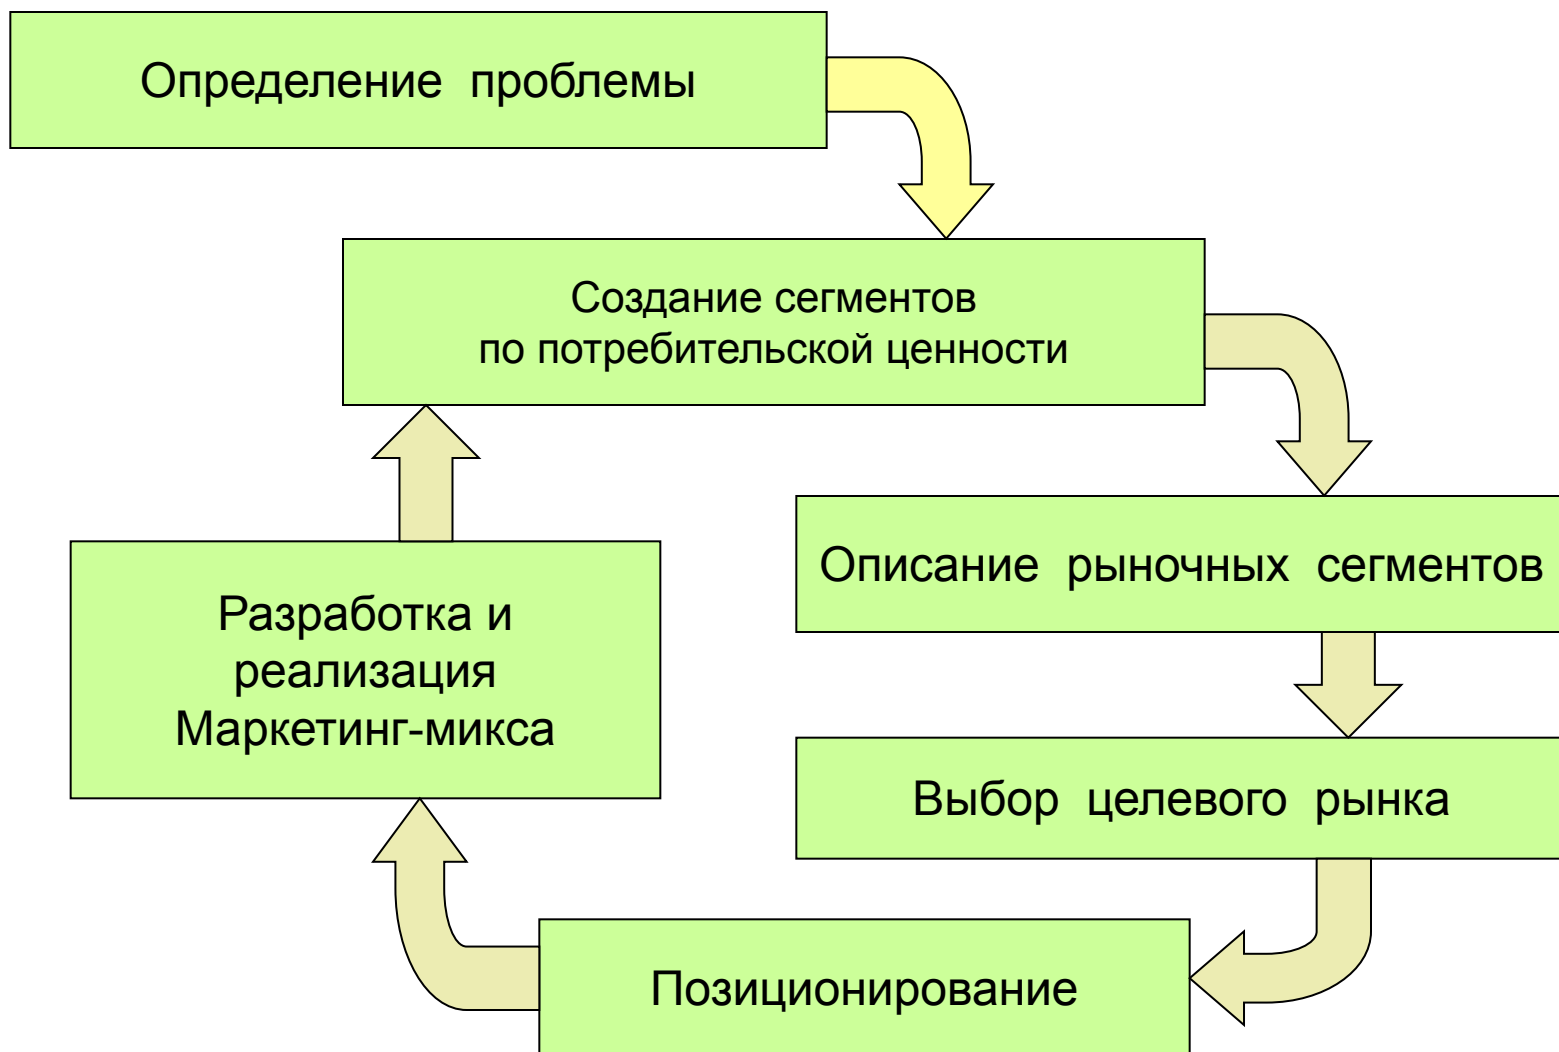 Определение проблемы
Создание сегментов
по потребительской ценности
Описание рыночных сегментов
Выбор целевого рынка
Позиционирование
Разработка и
реализация
Маркетинг-микса